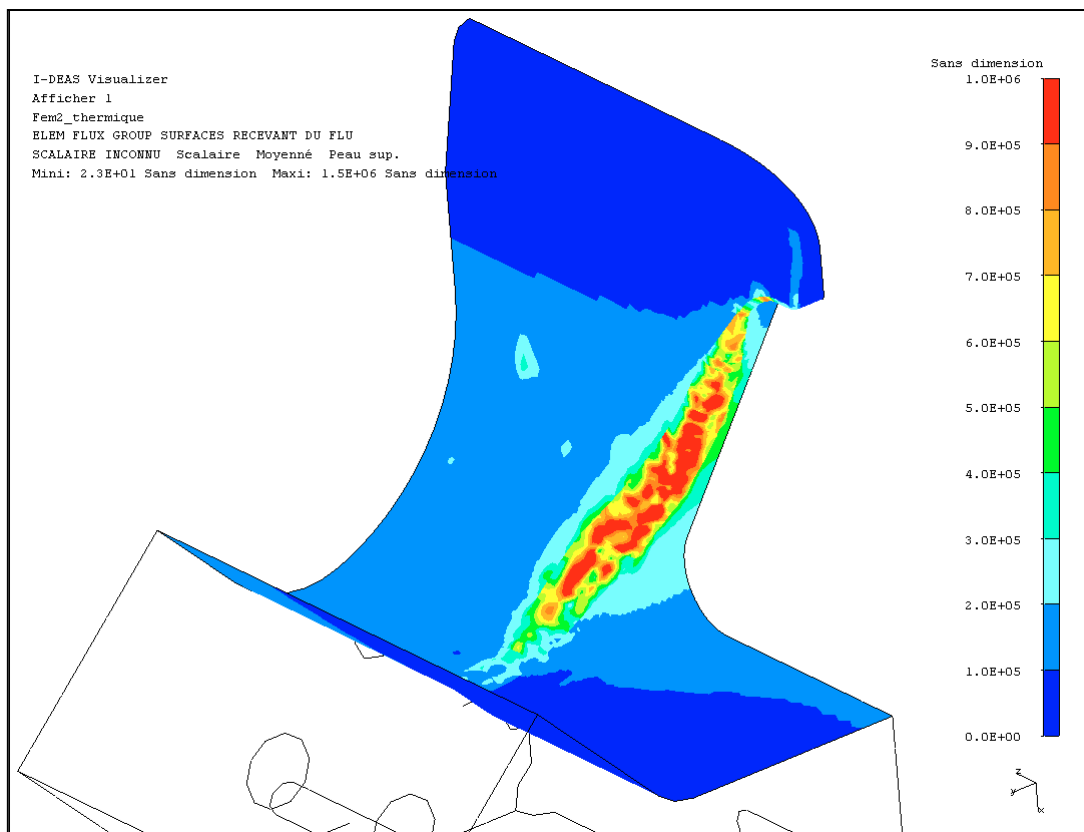 I-DEAS Visualizer
Afficher 1
Fem2_thermique
ELEM FLUX GROUP SURFACES RECEVANT DU FLU
SCALAIRE INCONNU Scalaire Moyenné Peau sup.
Mini: 2.3E+01 Sans dimension Maxi: 1.5E+06 Sans dimension
Sans dimension
1.0E+06
9.0E+05
8.0E+05
7.0E+05
6.0E+05
5.0E+05
4.0E+05
3.0E+05
2.0E+05
1.0E+05
0.0E+00
z
y
x